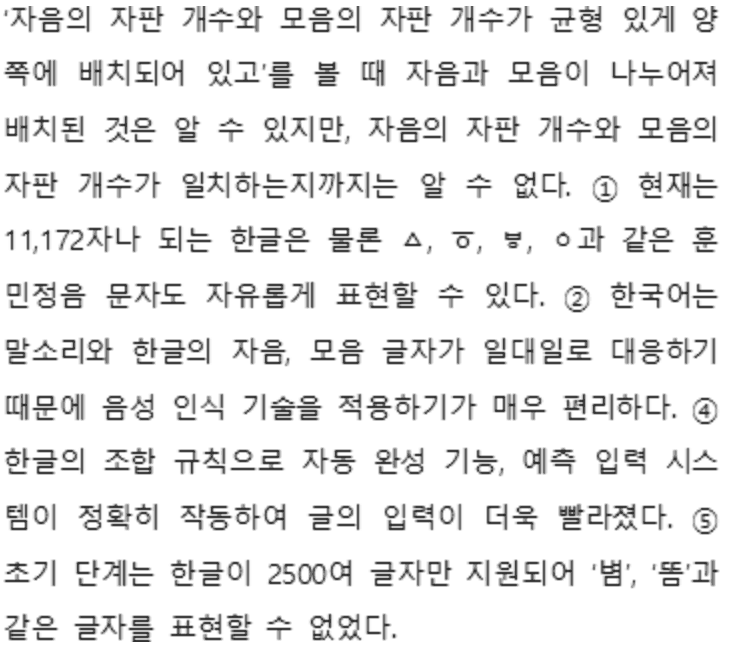 ‘자음의 자판 개수와 모음의 자판 개수가 균형 있게 양
쪽에 배치되어 있고’를 볼 때 자음과 모음이 나누어져
배치된 것은 알 수 있지만, 자음의 자판 개수와 모음의
자판 개수가 일치하는지까지는 알 수 없다. ① 현재는
11,172자나 되는 한글은 물론 ㅿ, ㆆ, ㅸ, ㆁ과 같은 훈
민정음 문자도 자유롭게 표현할 수 있다. ② 한국어는
말소리와 한글의 자음, 모음 글자가 일대일로 대응하기
때문에 음성 인식 기술을 적용하기가 매우 편리하다. ④
한글의 조합 규칙으로 자동 완성 기능, 예측 입력 시스
템이 정확히 작동하여 글의 입력이 더욱 빨라졌다. ⑤
초기 단계는 한글이 2500여 글자만 지원되어 ‘볌’, ‘똠’과
같은 글자를 표현할 수 없었다.